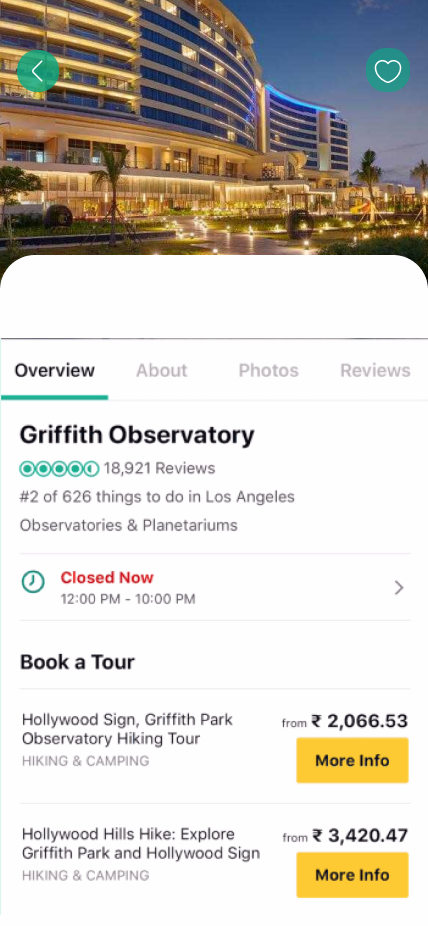 Overview About Photos Reviews
Griffith Observatory
18,921 Reviews
#2 of 626 things to do in Los Angeles
Observatories & Planetariums
Closed Now
12:00 PM - 10:00 PM
Book a Tour
Hollywood Sign, Griffith Park
Observatory Hiking Tour
HIKING & CAMPING
from ₹ 2,066.53
More Info
Hollywood Hills Hike: Explore
Griffith Park and Hollywood Sign
HIKING & CAMPING
from ₹ 3,420.47
More Info